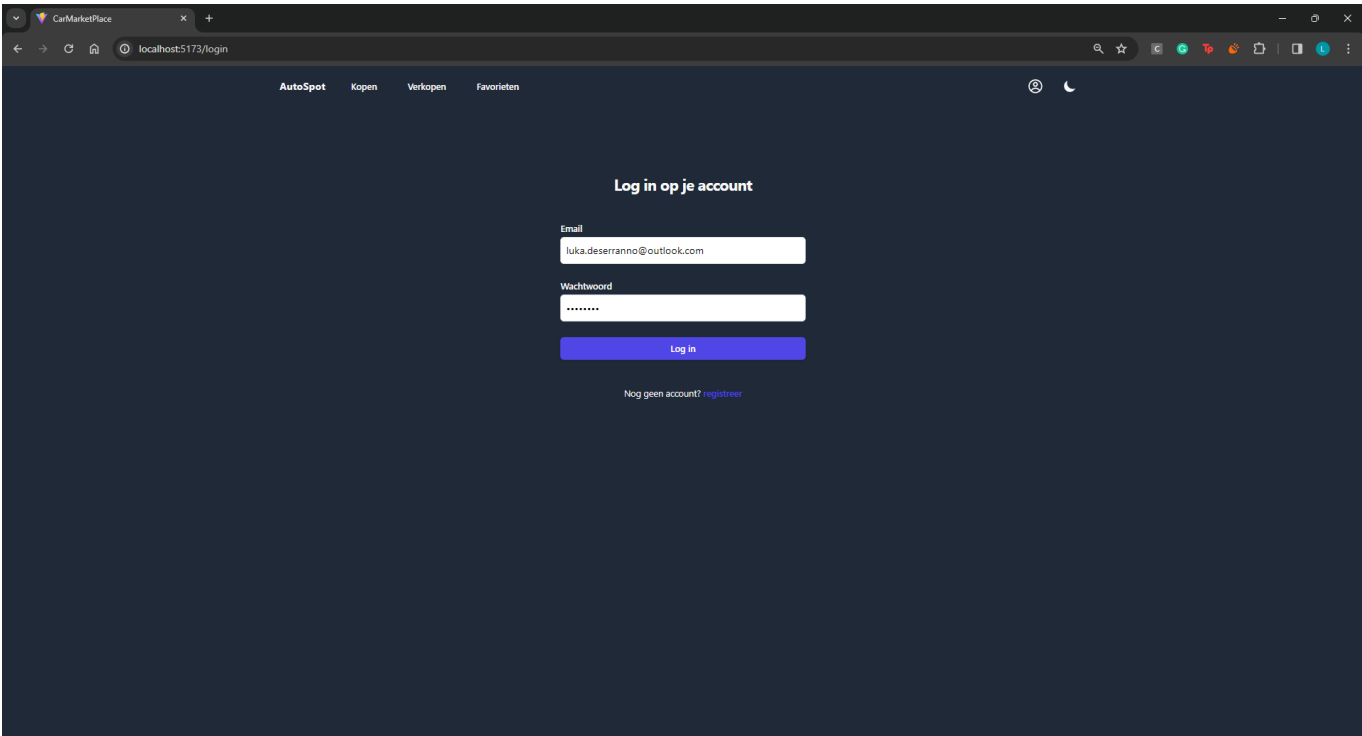 CarMarketPlace
localhost:5173/login
AutoSpot Kopen Verkopen Favorieten
Log in op je account
Email
luka.deserranno@outlook.com
Wachtwoord
••••••••
Log in
Nog geen account? registreer